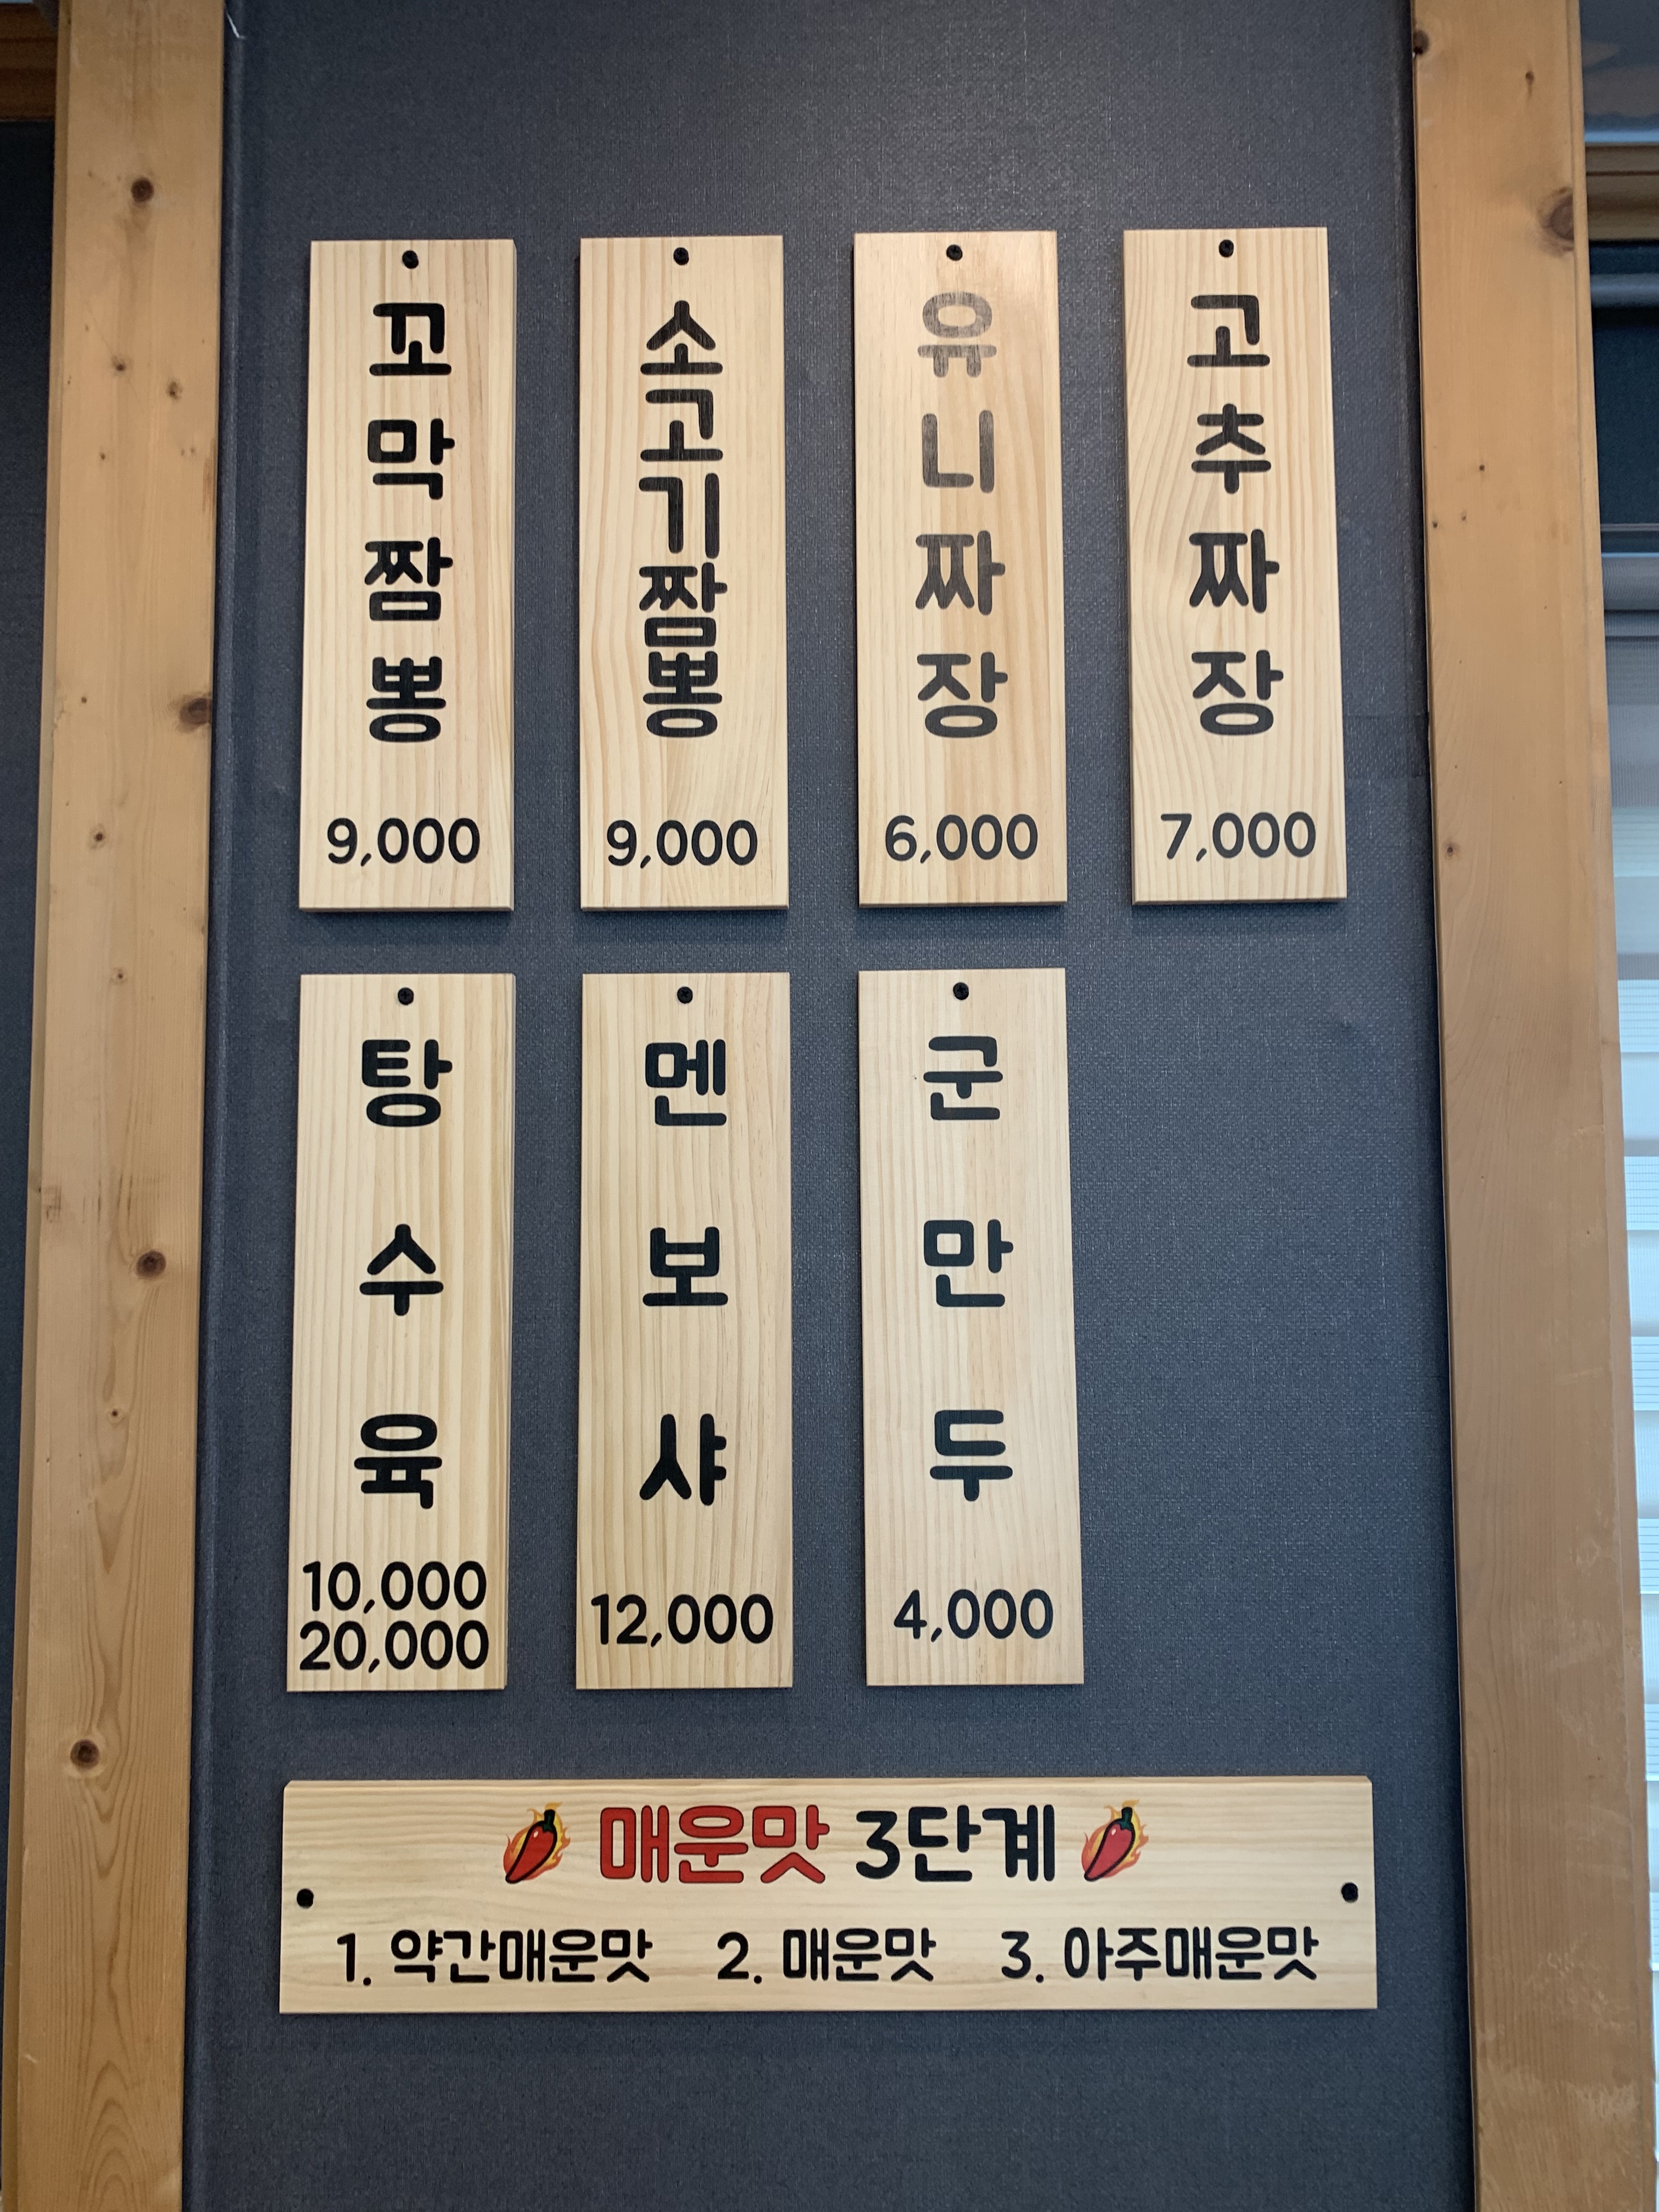 꼬막짬뽕
9,000
소고기짬뽕
9,000
유니짜장
6,000
고추짜장
7,000
탕수육
10,000
20,000
멘보샤
12,000
군만두
4,000
매운맛 3단계
1. 약간매운맛 2. 매운맛 3. 아주매운맛